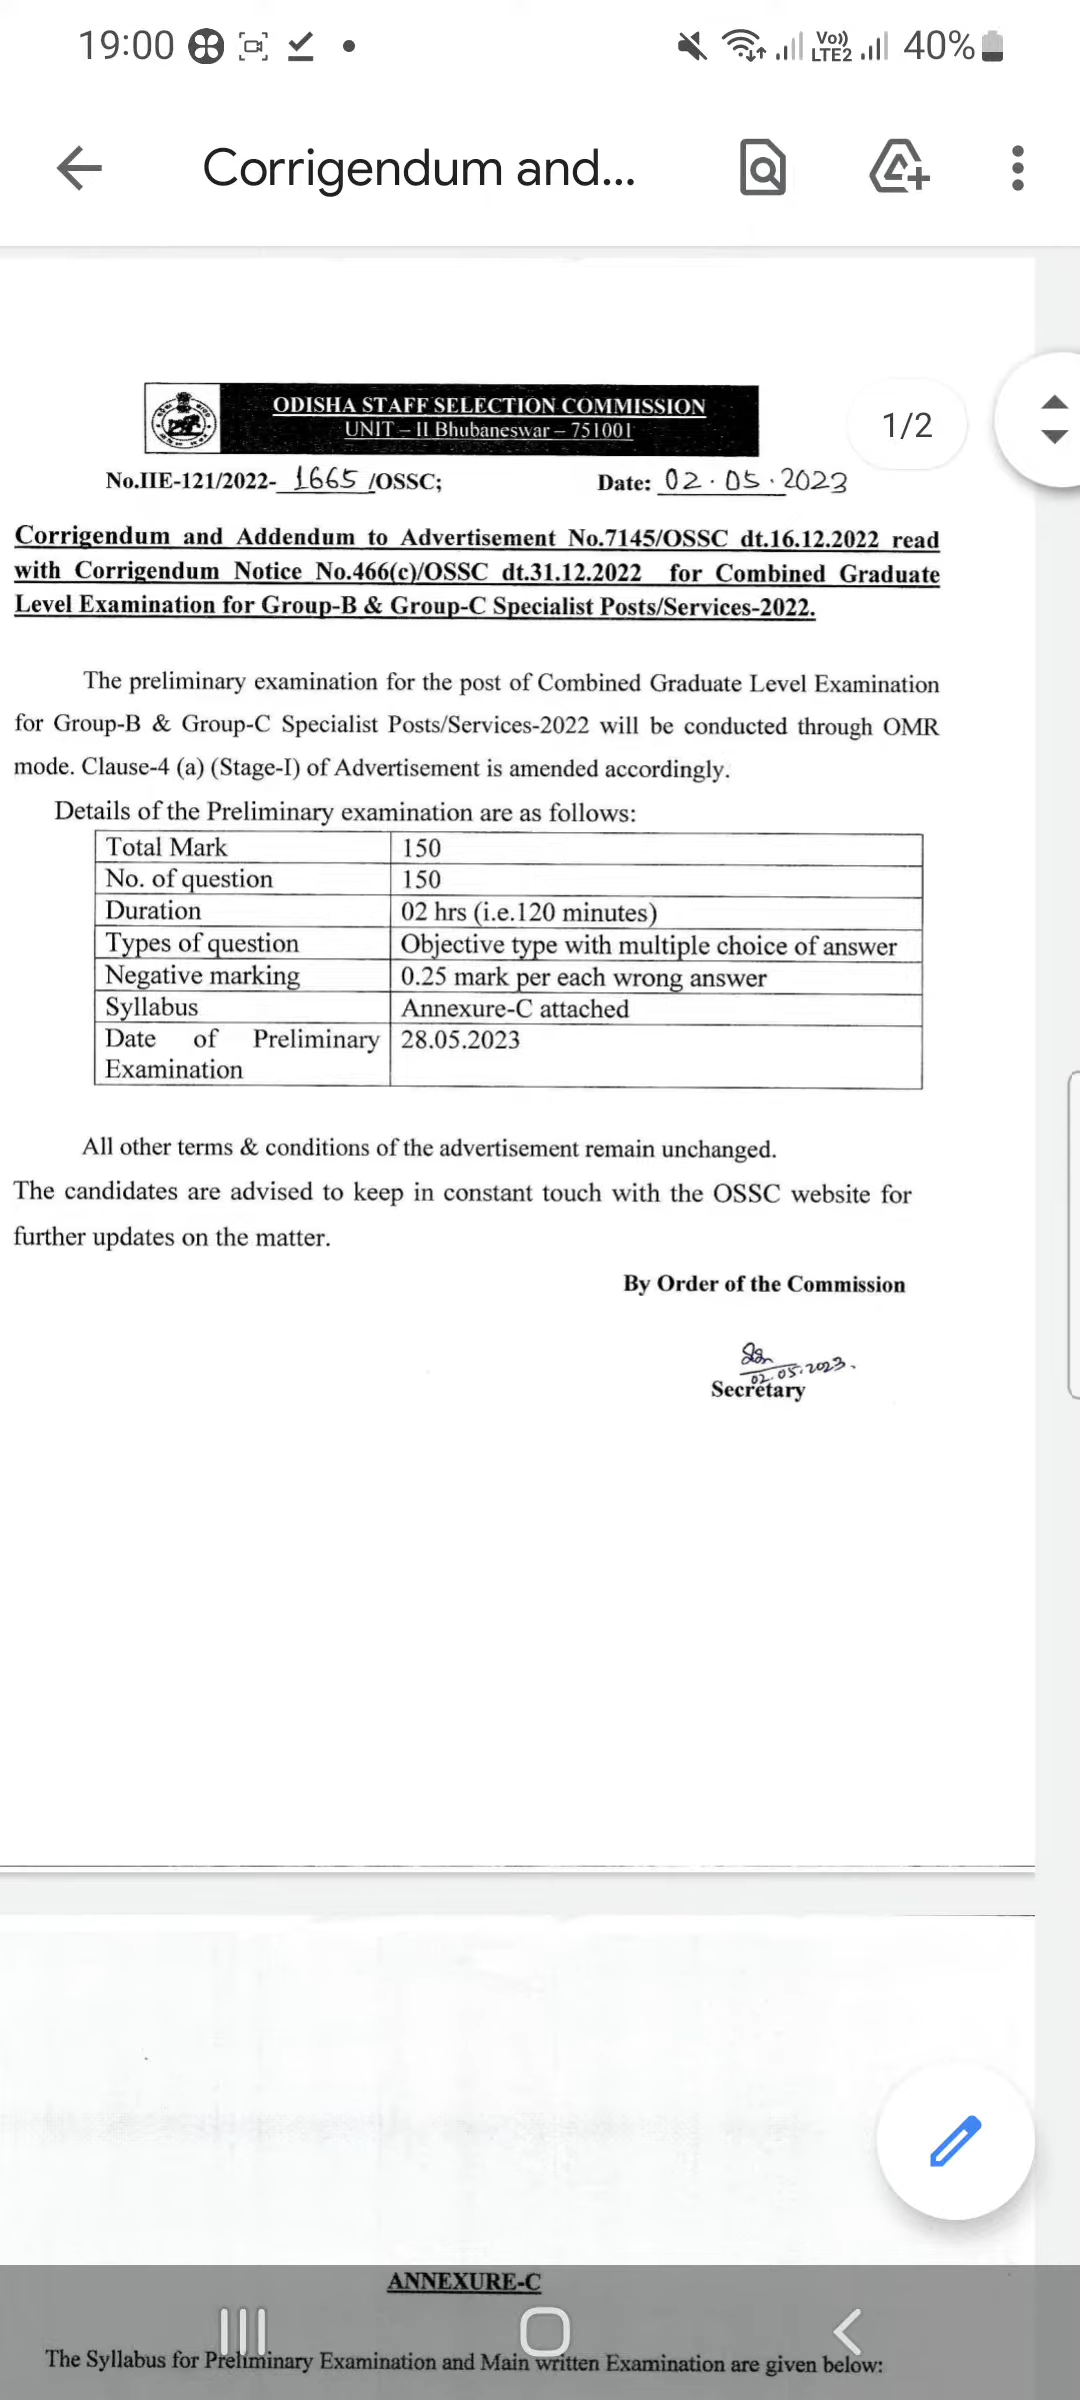 19:00
Vo)) LTE2 40%
Corrigendum and...
ODISHA STAFF SELECTION COMMISSION
UNIT – II Bhubaneswar – 751001
1/2
No.IIE-121/2022- 1665 /OSSC; Date: 02.05.2023
Corrigendum and Addendum to Advertisement No.7145/OSSC dt.16.12.2022 read
with Corrigendum Notice No.466(c)/OSSC dt.31.12.2022 for Combined Graduate
Level Examination for Group-B & Group-C Specialist Posts/Services-2022.
The preliminary examination for the post of Combined Graduate Level Examination
for Group-B & Group-C Specialist Posts/Services-2022 will be conducted through OMR
mode. Clause-4 (a) (Stage-I) of Advertisement is amended accordingly.
Details of the Preliminary examination are as follows:
Total Mark 150
No. of question 150
Duration 02 hrs (i.e.120 minutes)
Types of question Objective type with multiple choice of answer
Negative marking 0.25 mark per each wrong answer
Syllabus Annexure-C attached
Date of Preliminary 28.05.2023
Examination
All other terms & conditions of the advertisement remain unchanged.
The candidates are advised to keep in constant touch with the OSSC website for
further updates on the matter.
By Order of the Commission
02.05.2023.
Secretary
ANNEXURE-C
The Syllabus for Preliminary Examination and Main written Examination are given below: